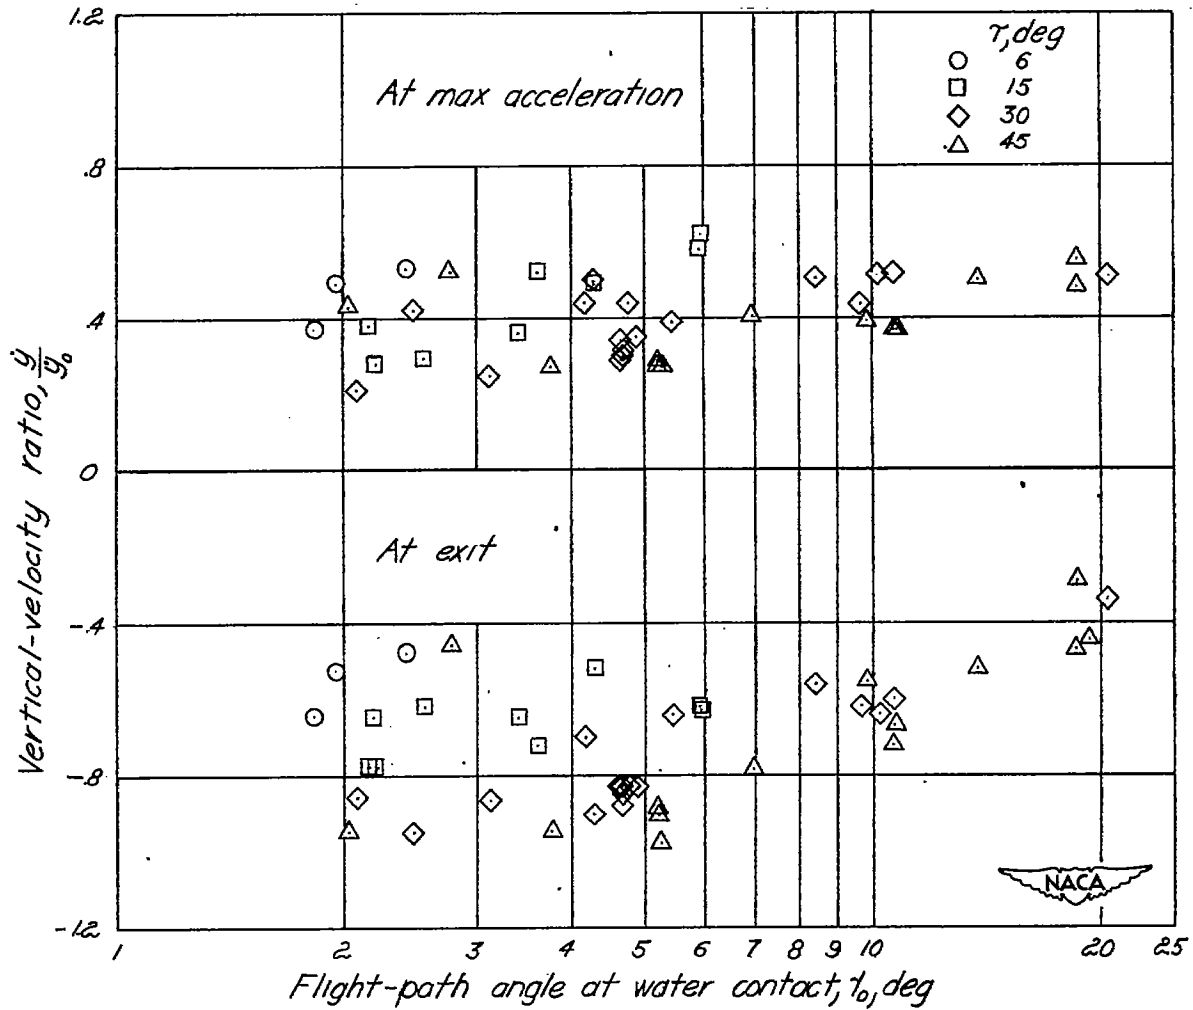 1.2
.8
.4
0
-.4
-.8
-1.2
Vertical-velocity ratio, ẏ/ẏ₀
At max acceleration
τ, deg
6
15
30
45
At exit
NACA
1 2 3 4 5 6 7 8 9 10 20 25
Flight-path angle at water contact, γ₀, deg